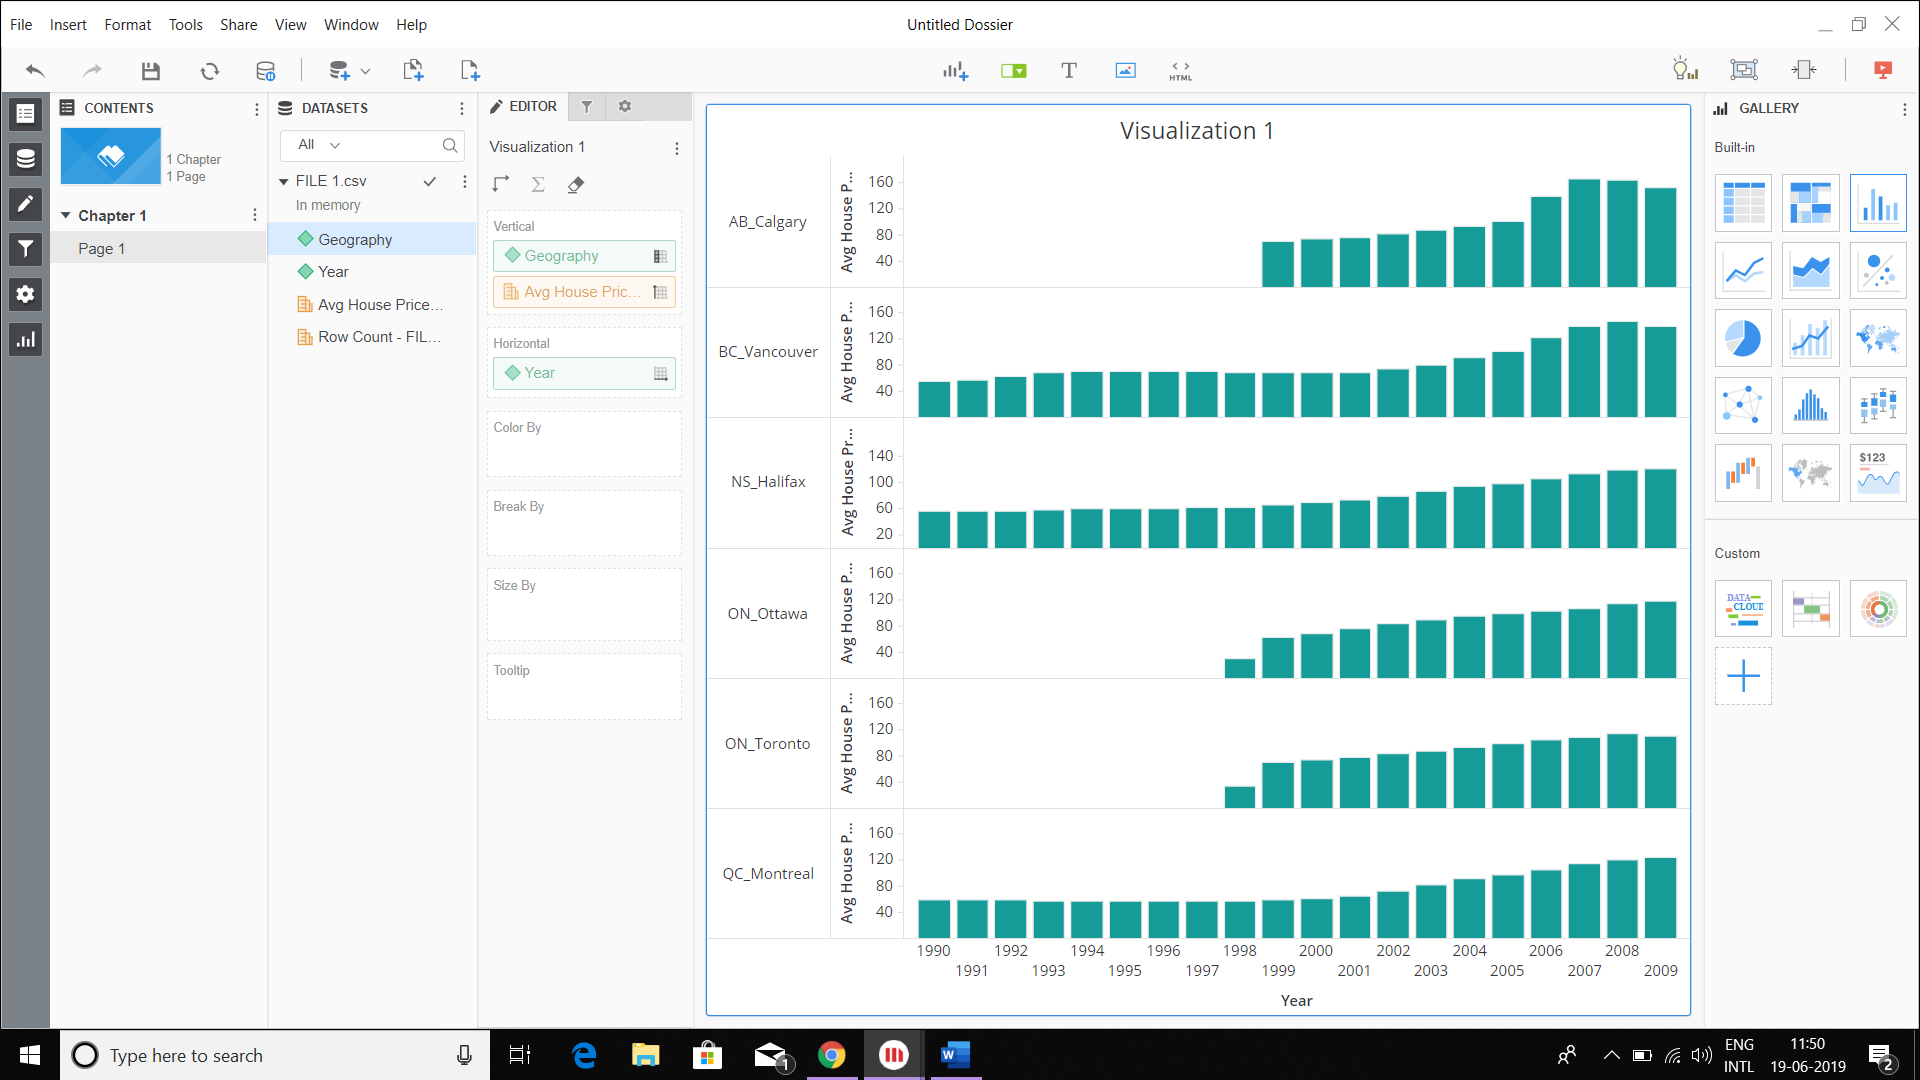 File Insert Format Tools Share View Window Help
Untitled Dossier
T
HTML
CONTENTS
1 Chapter
1 Page
Chapter 1
Page 1
DATASETS
All
FILE 1.csv
In memory
Geography
Year
Avg House Price...
Row Count - FIL...
EDITOR
Visualization 1
Vertical
Geography
Avg House Pric...
Horizontal
Year
Color By
Break By
Size By
Tooltip
Visualization 1
AB_Calgary
Avg House P...
160
120
80
40
BC_Vancouver
Avg House P...
160
120
80
40
NS_Halifax
Avg House Pr...
140
100
60
20
ON_Ottawa
Avg House P...
160
120
80
40
ON_Toronto
Avg House P...
160
120
80
40
QC_Montreal
Avg House P...
160
120
80
40
1990 1992 1994 1996 1998 2000 2002 2004 2006 2008
1991 1993 1995 1997 1999 2001 2003 2005 2007 2009
Year
GALLERY
Built-in
$123
Custom
DATA
CLOUD
Type here to search
1
W
ENG
INTL
11:50
19-06-2019
2